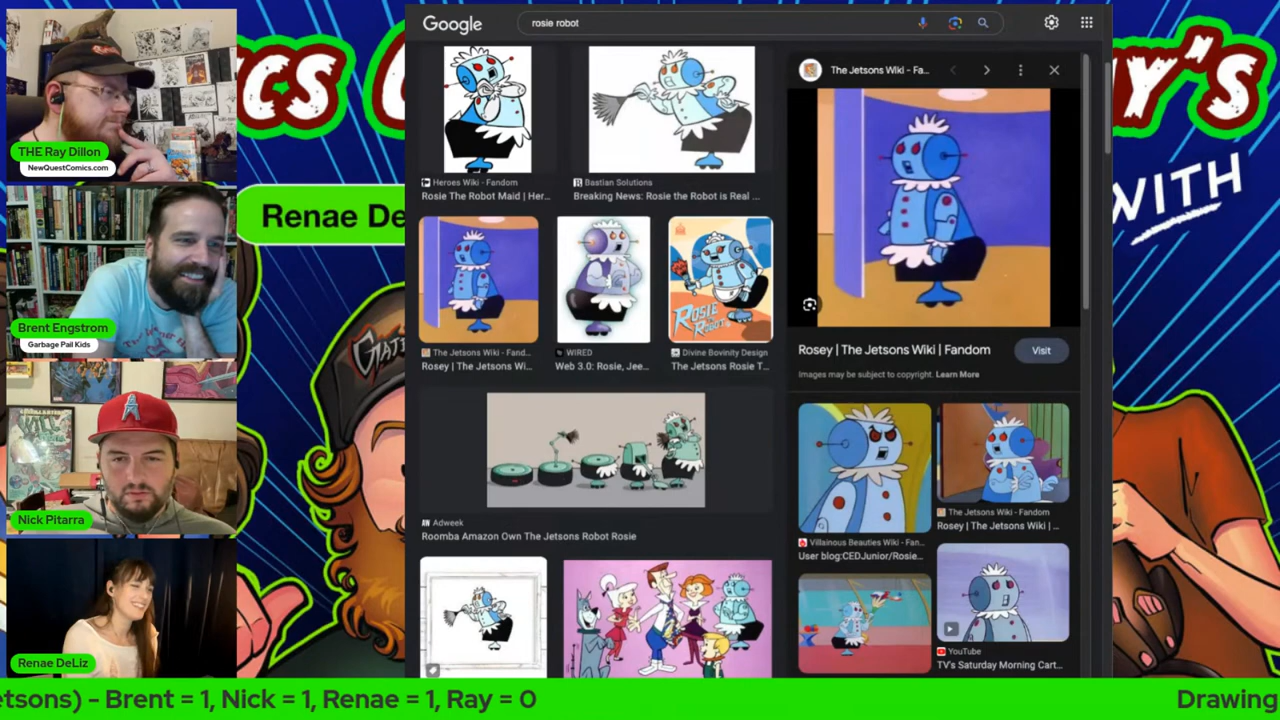 THE Ray Dillon
NewQuestComics.com
Brent Engstrom
Garbage Pail Kids
Nick Pitarra
Renae DeLiz
CS
Renae De
Y'S
WITH
Google
rosie robot
Heroes Wiki - Fandom
Rosie The Robot Maid | Her...
Bastian Solutions
Breaking News: Rosie the Robot is Real ...
The Jetsons Wiki - Fand...
Rosey | The Jetsons Wi...
WIRED
Web 3.0: Rosie, Jee...
ROSIE
ROBOT
Divine Bovinity Design
The Jetsons Rosie T...
Adweek
Roomba Amazon Own The Jetsons Robot Rosie
The Jetsons Wiki - Fa...
Rosey | The Jetsons Wiki | Fandom
Visit
Images may be subject to copyright. Learn More
Villainous Beauties Wiki - Fan...
User blog:CEDJunior/Rosie...
The Jetsons Wiki - Fandom
Rosey | The Jetsons Wiki | ...
YouTube
TV's Saturday Morning Cart...
etsons) - Brent = 1, Nick = 1, Renae = 1, Ray = 0
Drawing